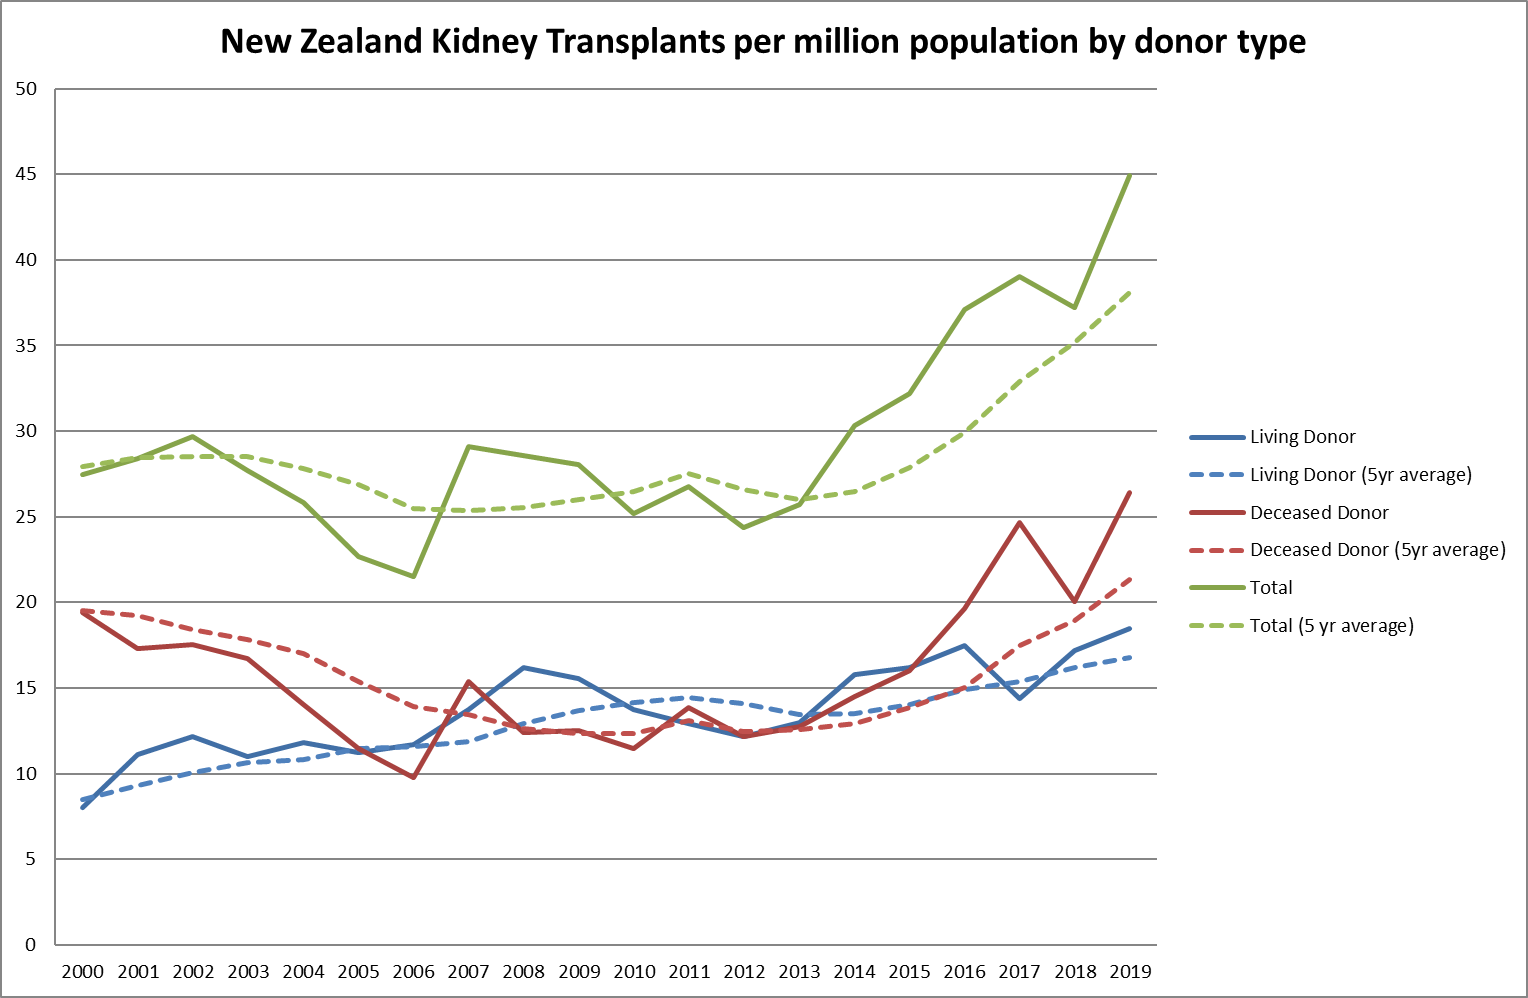 New Zealand Kidney Transplants per million population by donor type
50
45
40
35
30
25
20
15
10
5
0
2000 2001 2002 2003 2004 2005 2006 2007 2008 2009 2010 2011 2012 2013 2014 2015 2016 2017 2018 2019
Living Donor
Living Donor (5yr average)
Deceased Donor
Deceased Donor (5yr average)
Total
Total (5 yr average)